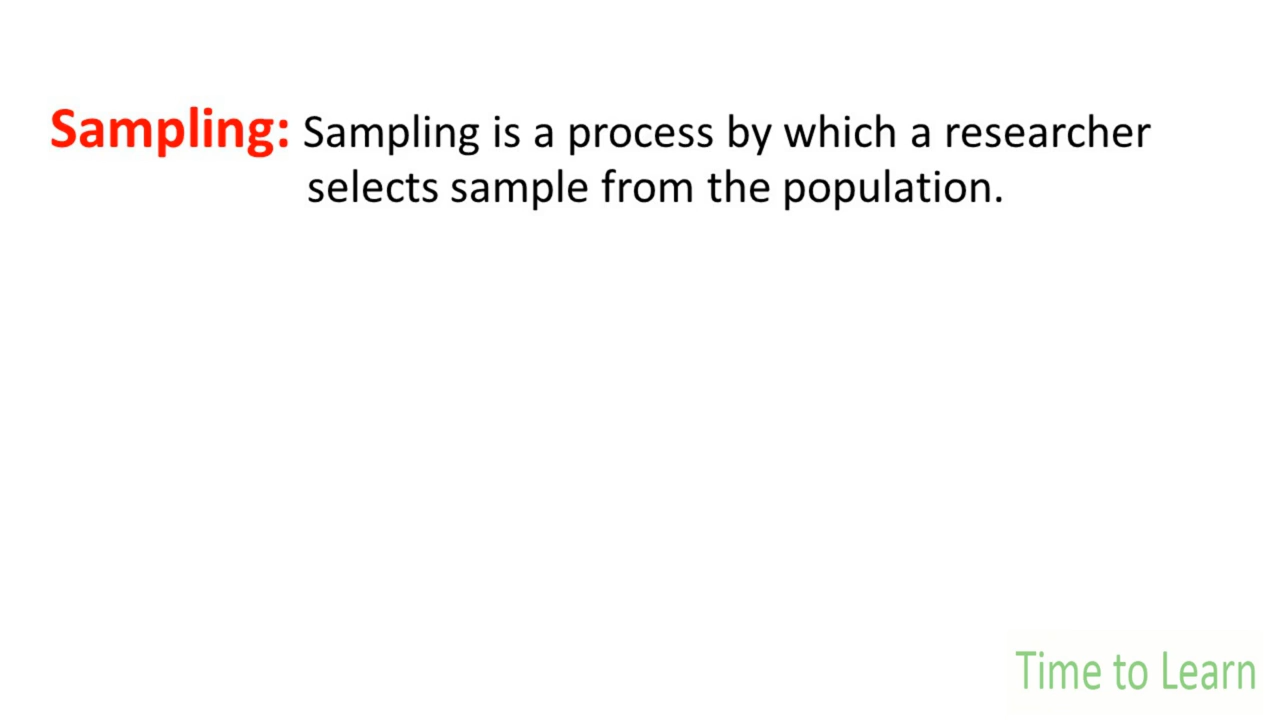 Sampling: Sampling is a process by which a researcher
selects sample from the population.
Time to Learn